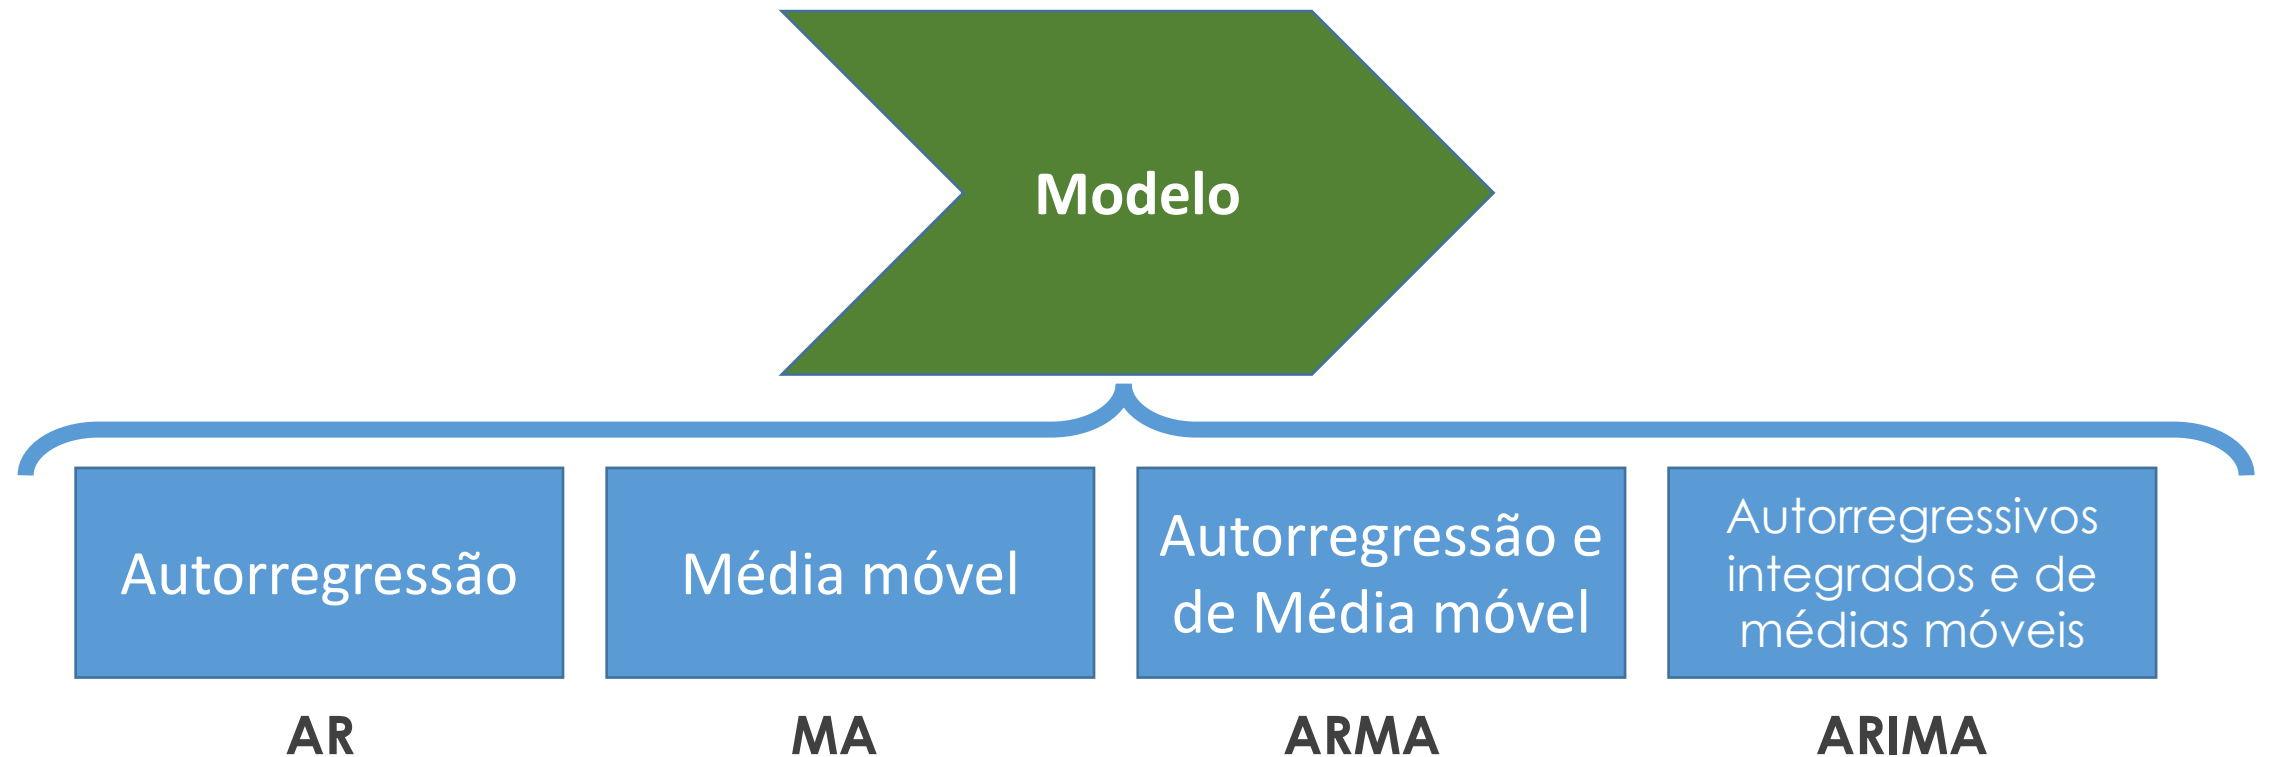 Modelo
Autorregressão
Média móvel
Autorregressão e
de Média móvel
Autorregressivos
integrados e de
médias móveis
AR
MA
ARMA
ARIMA